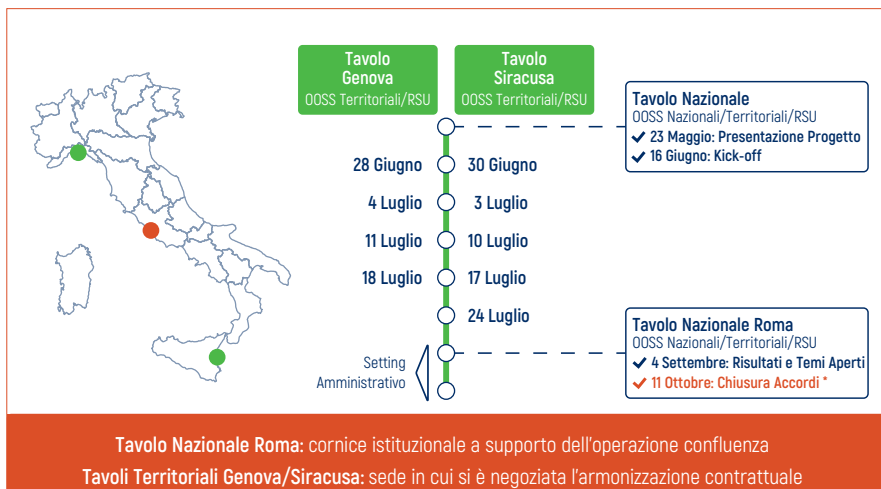 Tavolo
Genova
OOSS Territoriali/RSU
Tavolo
Siracusa
OOSS Territoriali/RSU
Tavolo Nazionale
OOSS Nazionali/Territoriali/RSU
✓ 23 Maggio: Presentazione Progetto
✓ 16 Giugno: Kick-off
28 Giugno
30 Giugno
4 Luglio
3 Luglio
11 Luglio
10 Luglio
18 Luglio
17 Luglio
24 Luglio
Setting
Amministrativo
Tavolo Nazionale Roma
OOSS Nazionali/Territoriali/RSU
✓ 4 Settembre: Risultati e Temi Aperti
✓ 11 Ottobre: Chiusura Accordi *
Tavolo Nazionale Roma: cornice istituzionale a supporto dell'operazione confluenza
Tavoli Territoriali Genova/Siracusa: sede in cui si è negoziata l'armonizzazione contrattuale